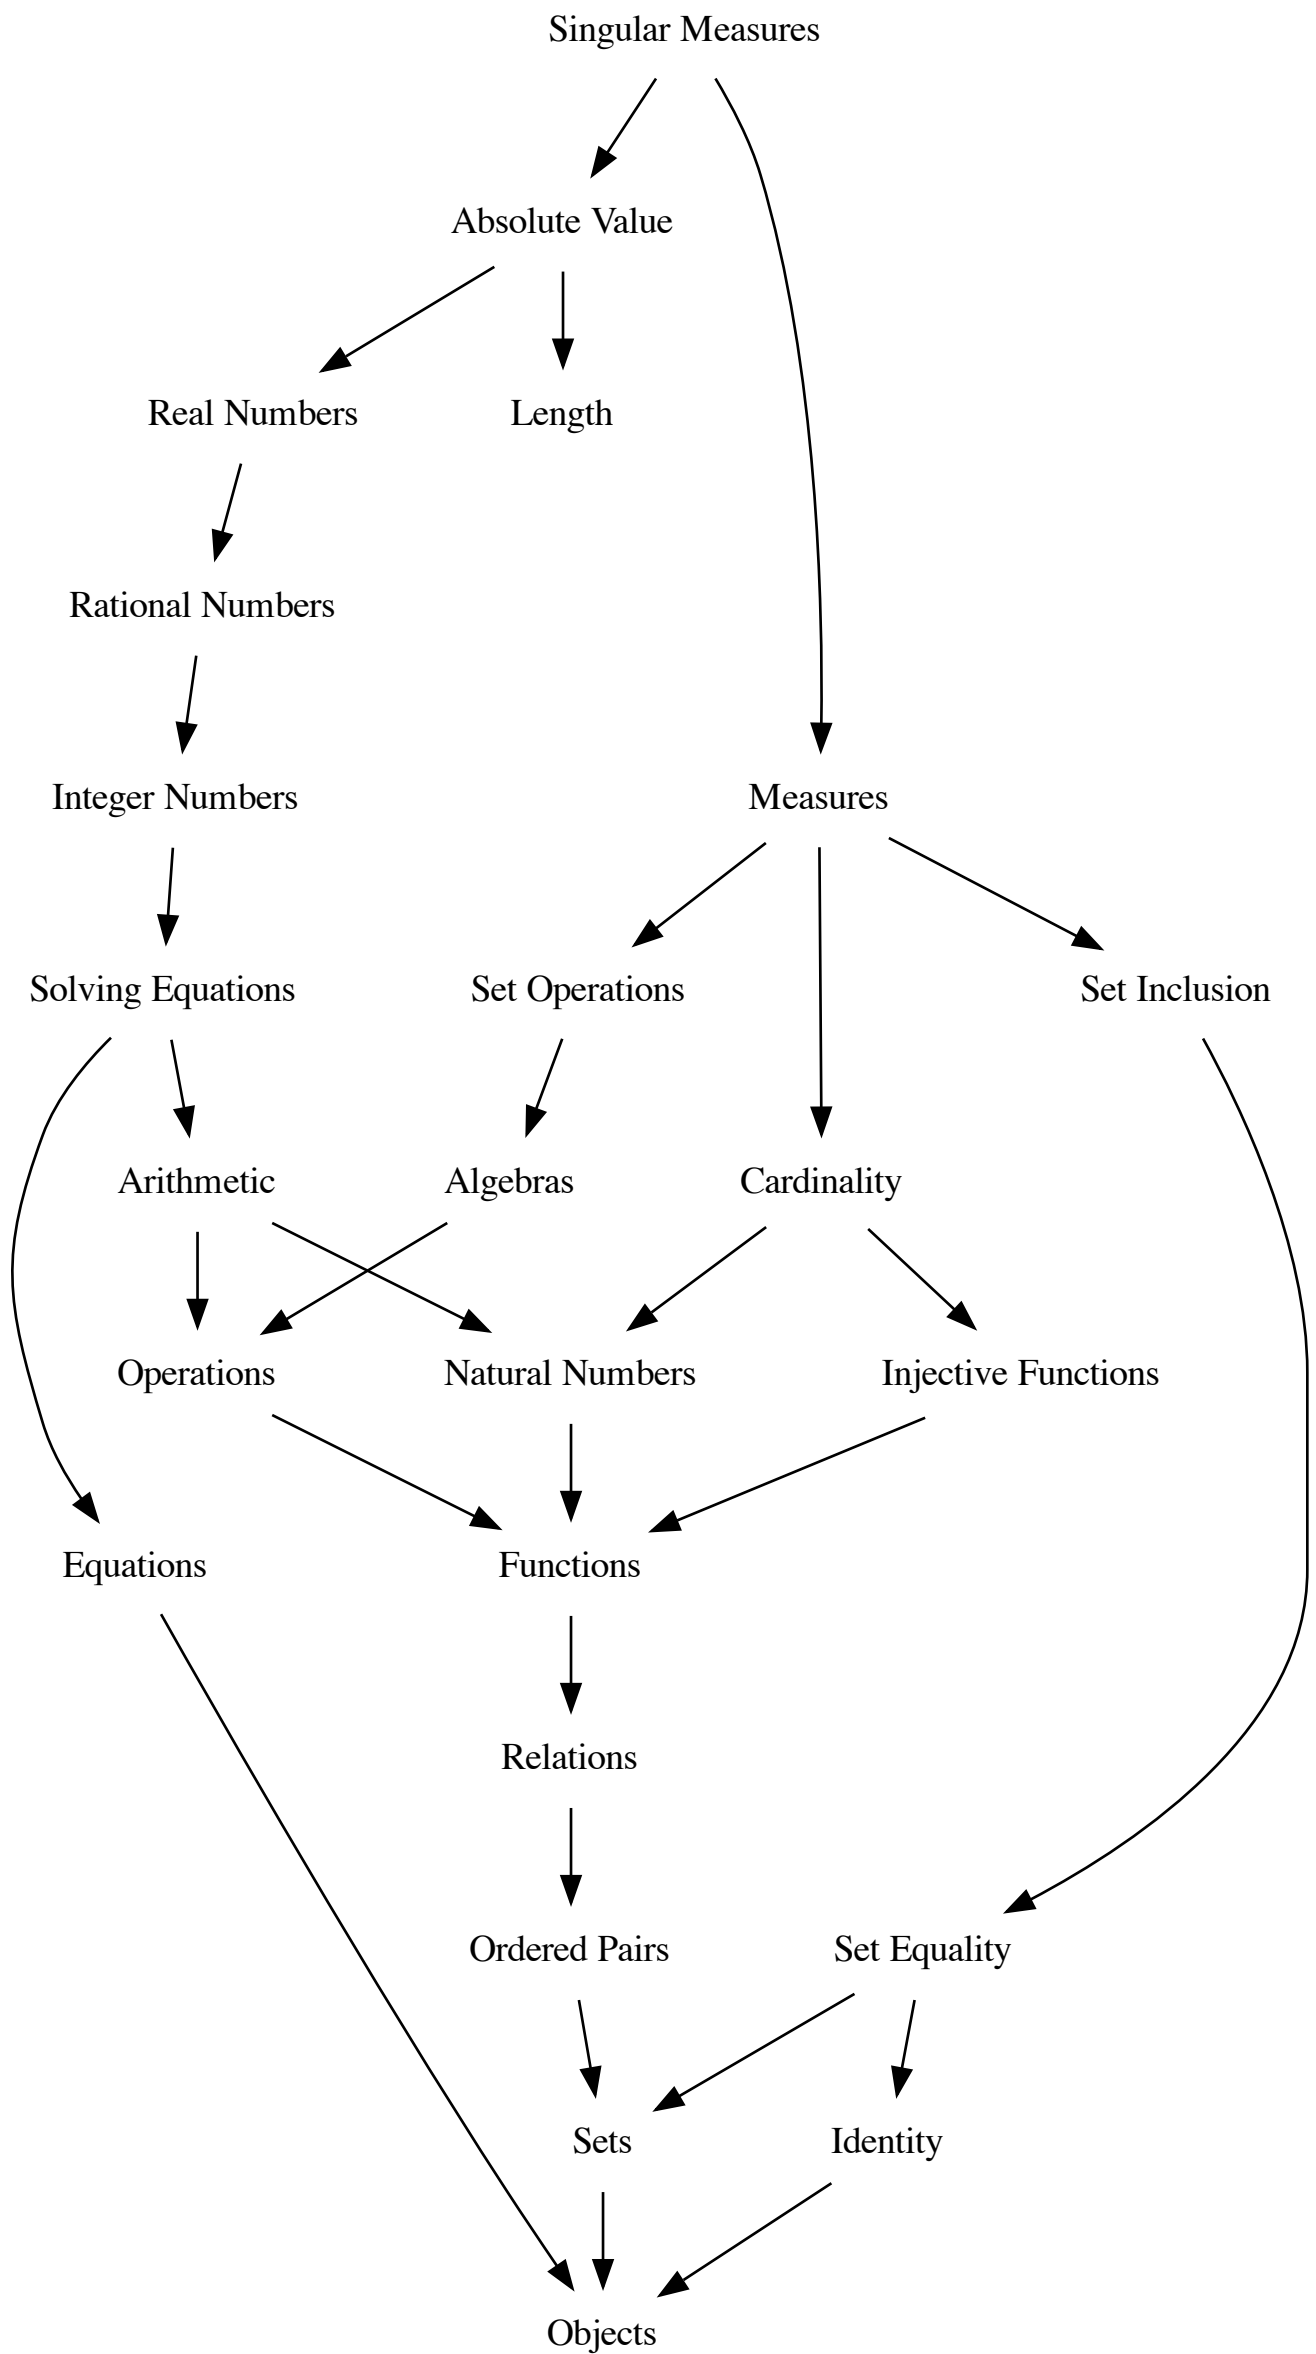 Singular Measures
Absolute Value
Real Numbers
Length
Rational Numbers
Integer Numbers
Measures
Solving Equations
Set Operations
Set Inclusion
Arithmetic
Algebras
Cardinality
Operations
Natural Numbers
Injective Functions
Equations
Functions
Relations
Ordered Pairs
Set Equality
Sets
Identity
Objects